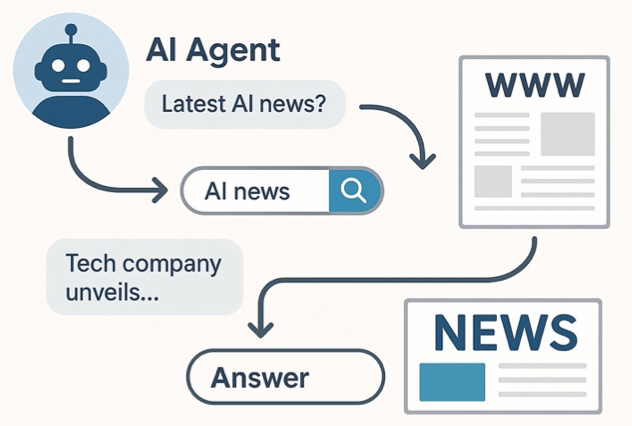 AI Agent
Latest AI news?
WWW
AI news
Tech company
unveils...
NEWS
Answer